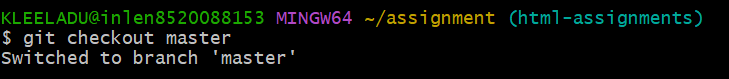 KLEELADU@inlen8520088153 MINGW64 ~/assignment (html-assignments)
$ git checkout master
Switched to branch 'master'